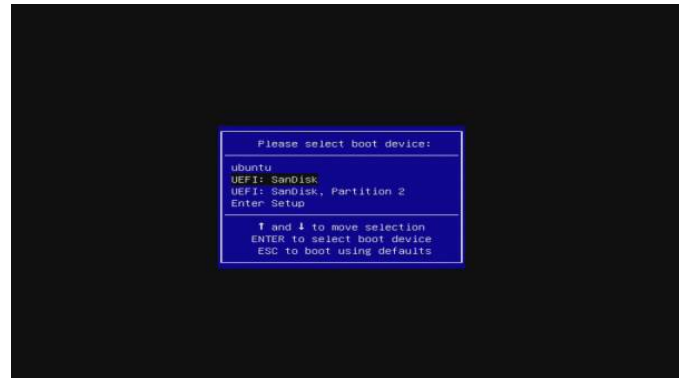 Please select boot device:
ubuntu
UEFI: SanDisk
UEFI: SanDisk, Partition 2
Enter Setup
↑ and ↓ to move selection
ENTER to select boot device
ESC to boot using defaults